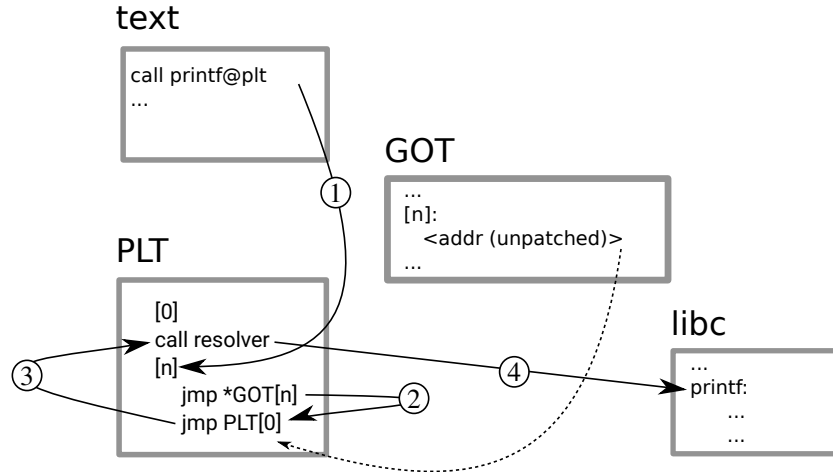 text
call printf@plt
...
1
GOT
...
[n]:
<addr (unpatched)>
...
PLT
[0]
call resolver
[n]
jmp *GOT[n]
jmp PLT[0]
2
3
4
libc
...
printf:
...
...